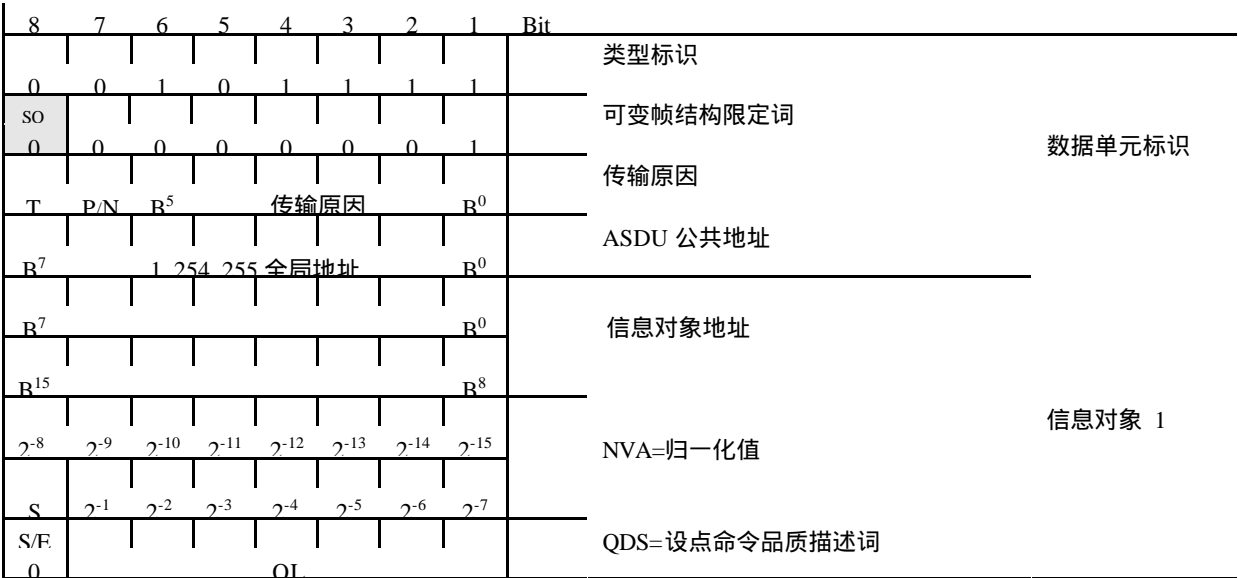 8 7 6 5 4 3 2 1 Bit
类型标识
0 0 1 0 1 1 1 1
SQ 可变帧结构限定词
0 0 0 0 0 0 0 1
数据单元标识
传输原因
T P/N B⁵ 传输原因 B⁰
ASDU 公共地址
B⁷ 1 254 255 全局地址 B⁰
B⁷ B⁰ 信息对象地址
B¹⁵ B⁸
信息对象 1
2⁻⁸ 2⁻⁹ 2⁻¹⁰ 2⁻¹¹ 2⁻¹² 2⁻¹³ 2⁻¹⁴ 2⁻¹⁵ NVA=归一化值
S 2⁻¹ 2⁻² 2⁻³ 2⁻⁴ 2⁻⁵ 2⁻⁶ 2⁻⁷
S/E QDS=设点命令品质描述词
0 QL